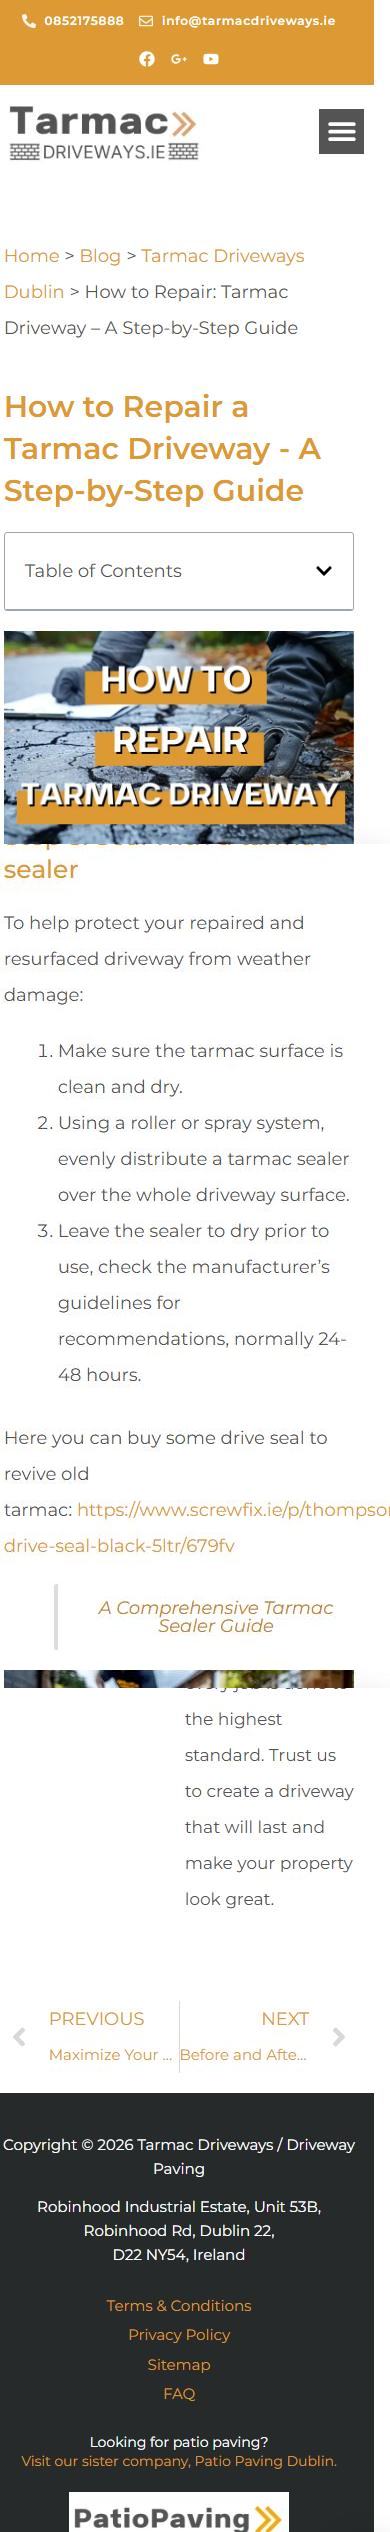 0852175888 info@tarmacdriveways.ie
Tarmac
DRIVEWAYS.IE
Home > Blog > Tarmac Driveways
Dublin > How to Repair: Tarmac
Driveway – A Step-by-Step Guide
How to Repair a
Tarmac Driveway - A
Step-by-Step Guide
Table of Contents
HOW TO
REPAIR
TARMAC DRIVEWAY
sealer
To help protect your repaired and
resurfaced driveway from weather
damage:
1. Make sure the tarmac surface is
clean and dry.
2. Using a roller or spray system,
evenly distribute a tarmac sealer
over the whole driveway surface.
3. Leave the sealer to dry prior to
use, check the manufacturer’s
guidelines for
recommendations, normally 24-
48 hours.
Here you can buy some drive seal to
revive old
tarmac: https://www.screwfix.ie/p/thompso
drive-seal-black-5ltr/679fv
A Comprehensive Tarmac
Sealer Guide
the highest
standard. Trust us
to create a driveway
that will last and
make your property
look great.
PREVIOUS
Maximize Your ...
NEXT
Before and Afte...
Copyright © 2026 Tarmac Driveways / Driveway
Paving
Robinhood Industrial Estate, Unit 53B,
Robinhood Rd, Dublin 22,
D22 NY54, Ireland
Terms & Conditions
Privacy Policy
Sitemap
FAQ
Looking for patio paving?
Visit our sister company, Patio Paving Dublin.
PatioPaving